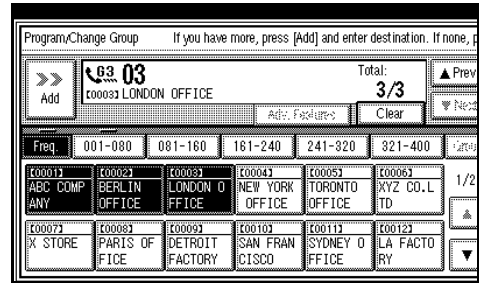 Program/Change Group If you have more, press [Add] and enter destination. If none, p
Add
G3 03
[0003] LONDON OFFICE
Total:
3/3
▲ Prev
Adv. Features
Clear
▼ Next
Freq. 001-080 081-160 161-240 241-320 321-400 Grou
[0001]
ABC COMP
ANY
[0002]
BERLIN
OFFICE
[0003]
LONDON O
FFICE
[0004]
NEW YORK
OFFICE
[0005]
TORONTO
OFFICE
[0006]
XYZ CO.L
TD
1/2
[0007]
X STORE
[0008]
PARIS OF
FICE
[0009]
DETROIT
FACTORY
[0010]
SAN FRAN
CISCO
[0011]
SYDNEY O
FFICE
[0012]
LA FACTO
RY